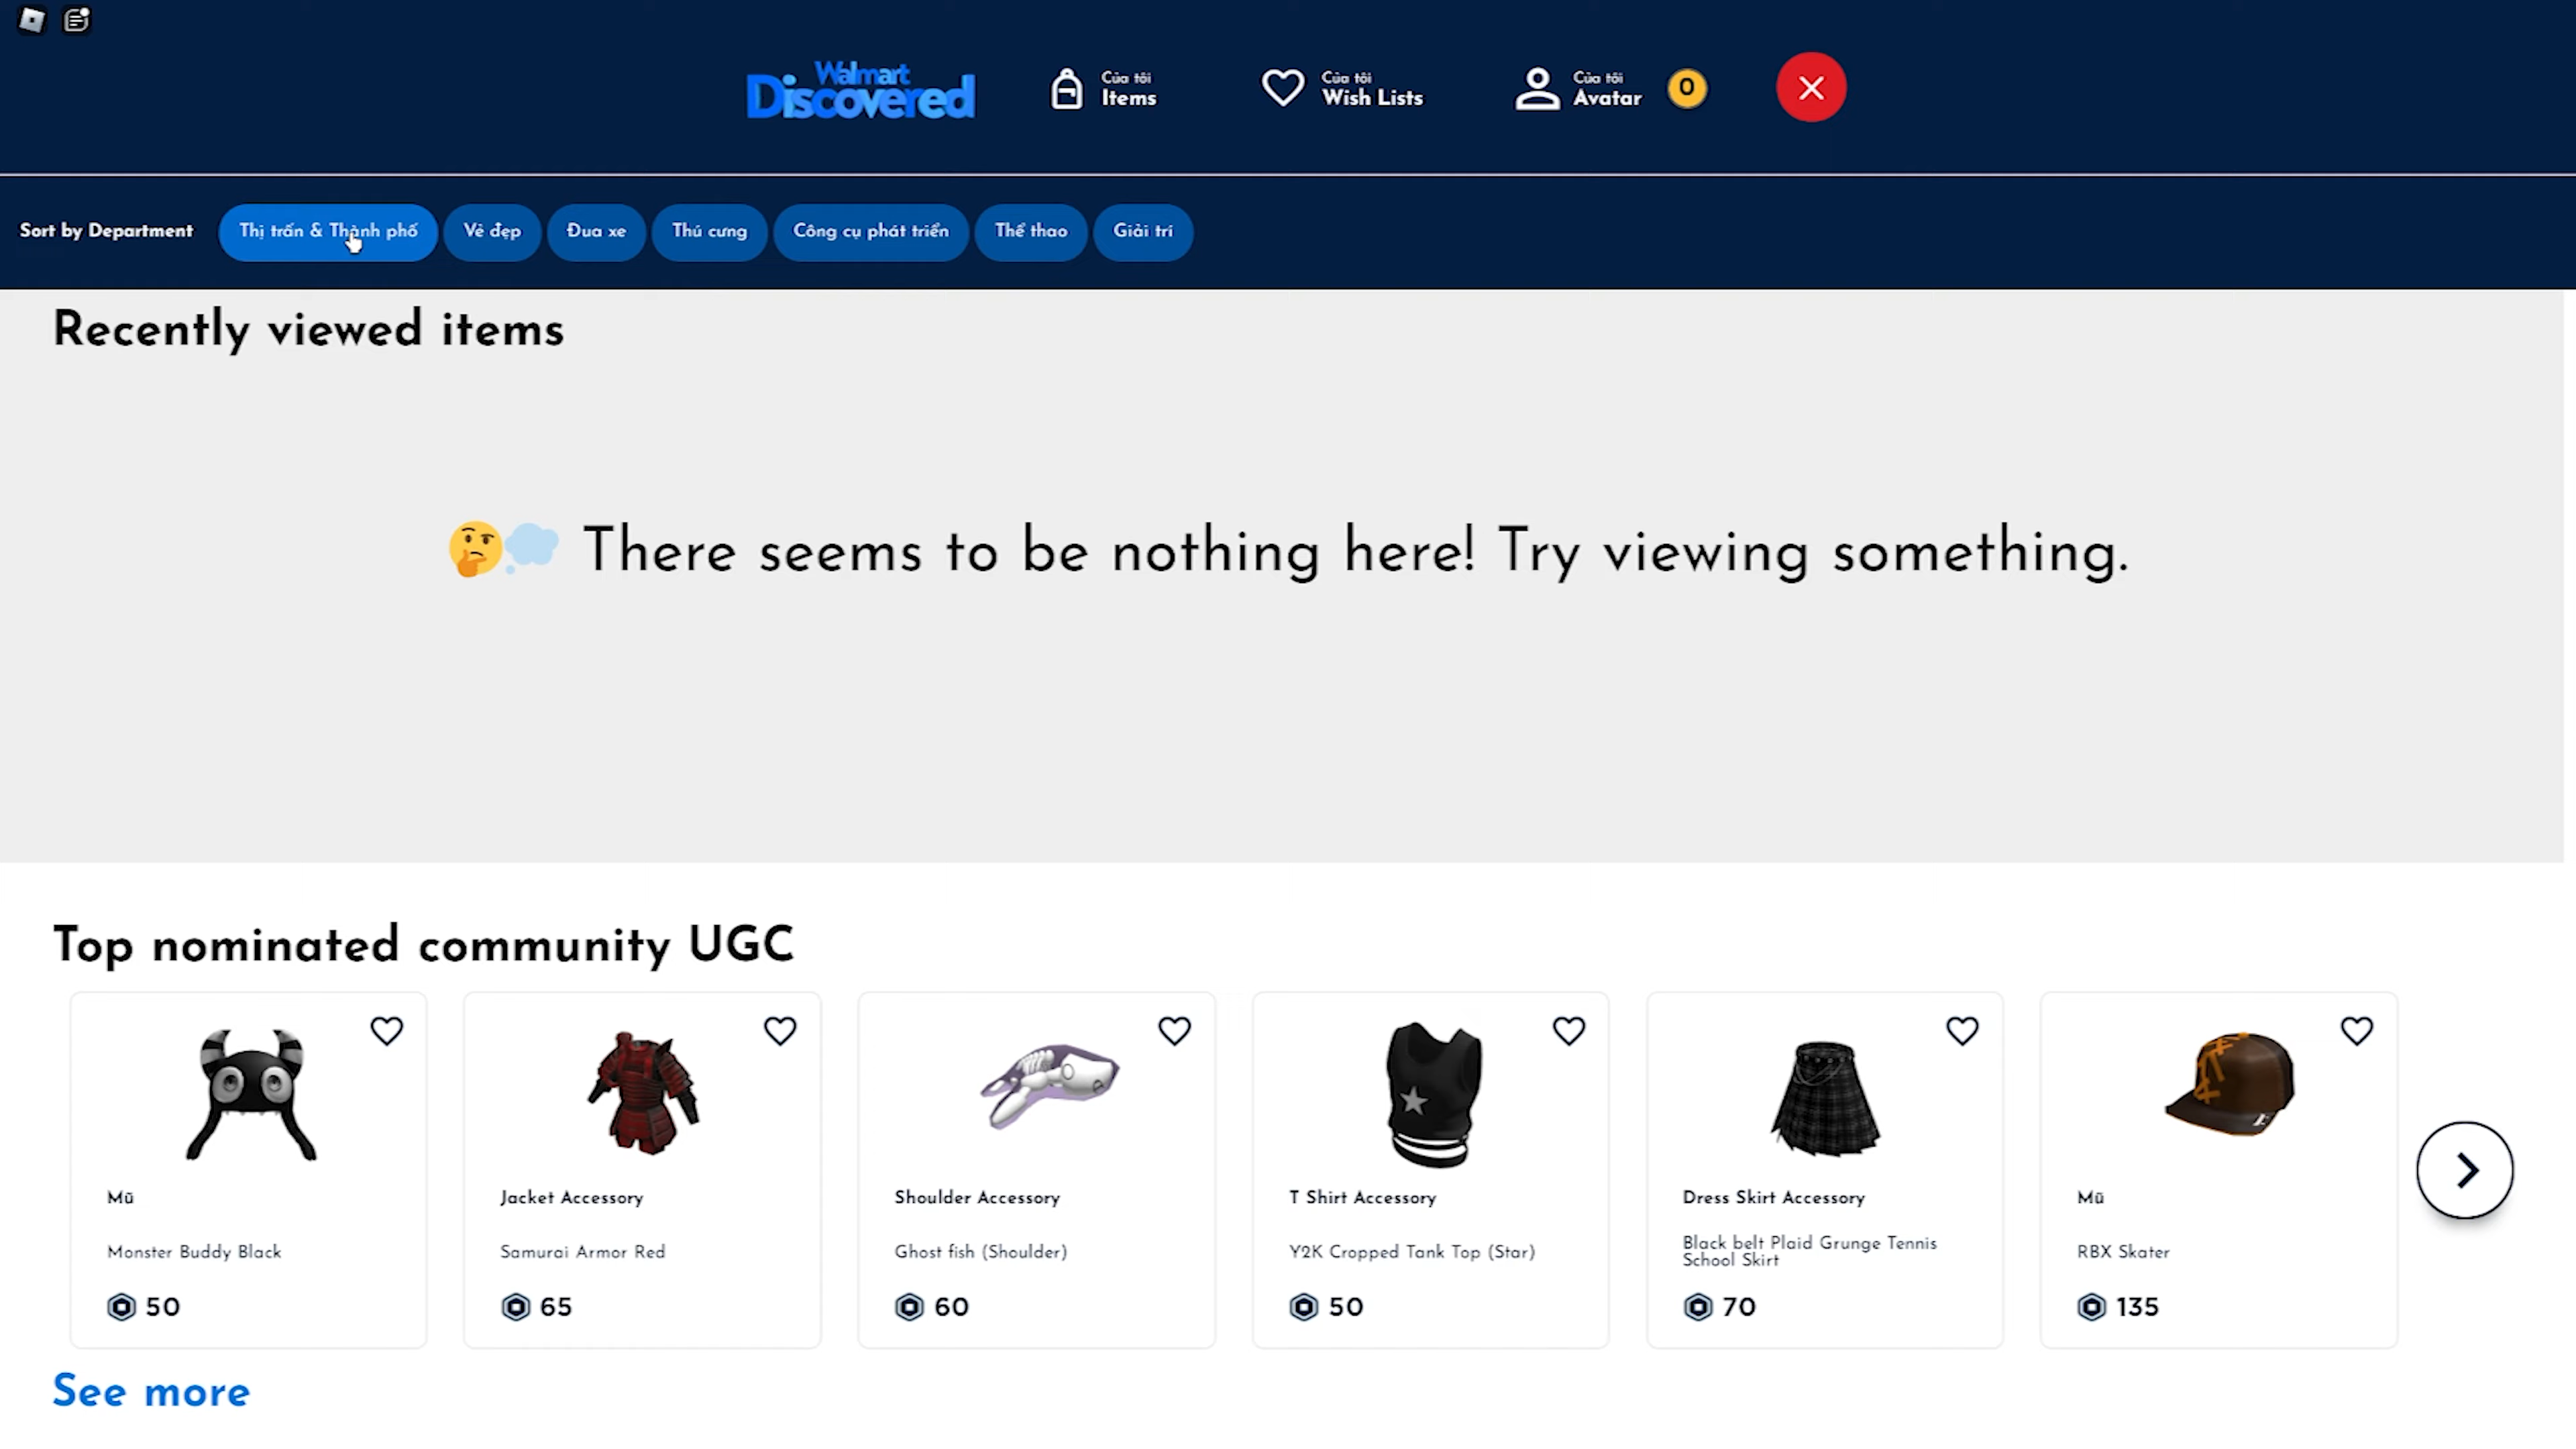 Walmart
Discovered
Của tôi
Items
Của tôi
Wish Lists
Của tôi
Avatar
0
Sort by Department
Thị trấn & Thành phố
Vẻ đẹp
Đua xe
Thú cưng
Công cụ phát triển
Thể thao
Giải trí
Recently viewed items
🤔💭 There seems to be nothing here! Try viewing something.
Top nominated community UGC
Mũ
Monster Buddy Black
50
Jacket Accessory
Samurai Armor Red
65
Shoulder Accessory
Ghost fish (Shoulder)
60
T Shirt Accessory
Y2K Cropped Tank Top (Star)
50
Dress Skirt Accessory
Black belt Plaid Grunge Tennis
School Skirt
70
Mũ
RBX Skater
135
See more